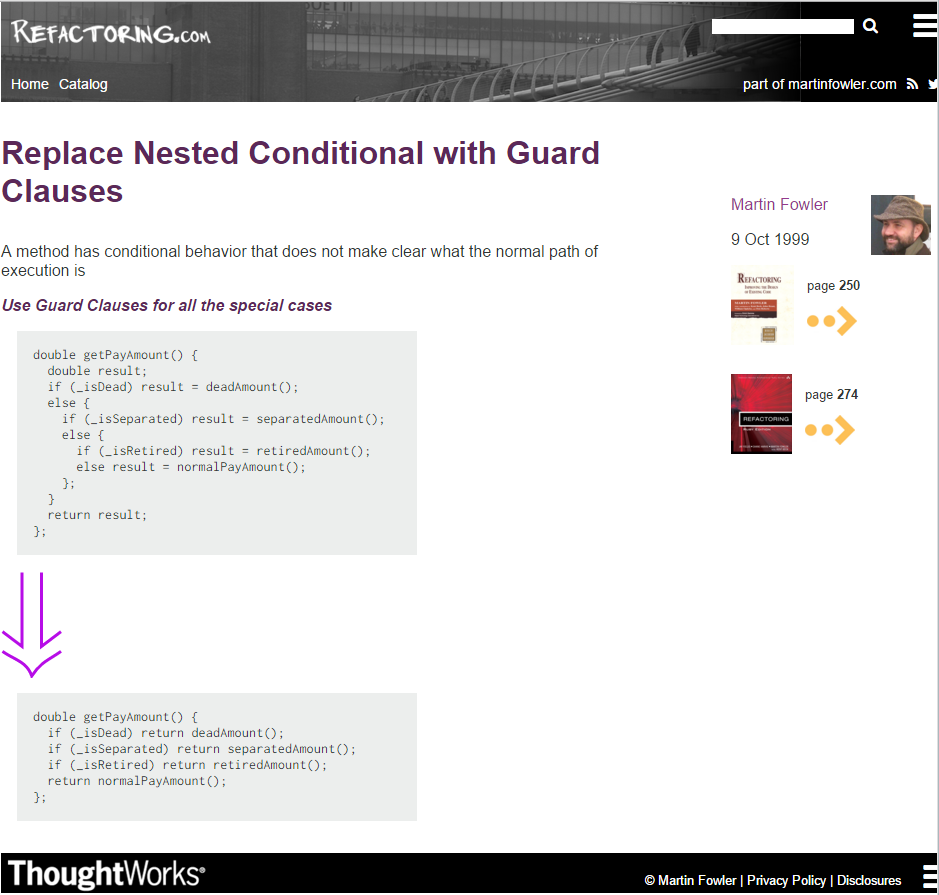 REFACTORING.COM
Home Catalog
part of martinfowler.com
Replace Nested Conditional with Guard
Clauses
A method has conditional behavior that does not make clear what the normal path of
execution is
Use Guard Clauses for all the special cases
double getPayAmount() {
  double result;
  if (_isDead) result = deadAmount();
  else {
    if (_isSeparated) result = separatedAmount();
    else {
      if (_isRetired) result = retiredAmount();
      else result = normalPayAmount();
    };
  }
  return result;
};
double getPayAmount() {
  if (_isDead) return deadAmount();
  if (_isSeparated) return separatedAmount();
  if (_isRetired) return retiredAmount();
  return normalPayAmount();
};
Martin Fowler
9 Oct 1999
REFACTORING
IMPROVING THE DESIGN
OF EXISTING CODE
MARTIN FOWLER
page 250
REFACTORING
RUBY EDITION
page 274
ThoughtWorks®
© Martin Fowler | Privacy Policy | Disclosures